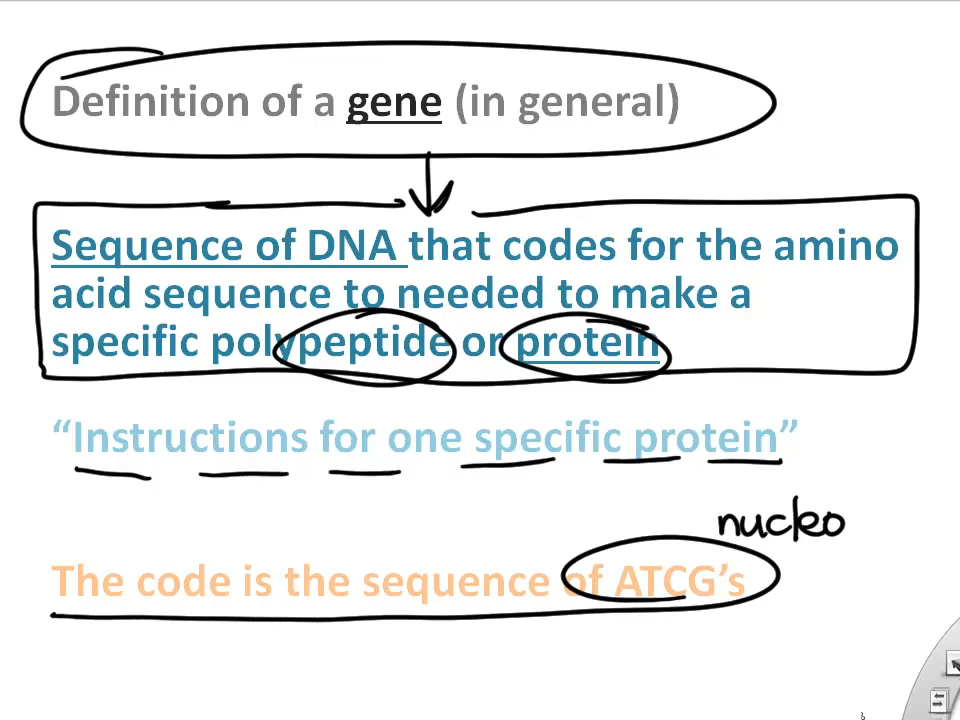 Definition of a gene (in general)
Sequence of DNA that codes for the amino
acid sequence to needed to make a
specific polypeptide or protein
“Instructions for one specific protein”
nucleo
The code is the sequence of ATCG’s